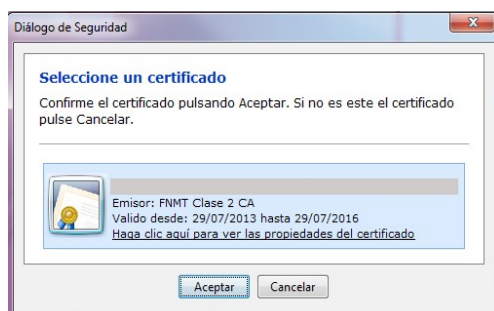 Diálogo de Seguridad
Seleccione un certificado
Confirme el certificado pulsando Aceptar. Si no es este el certificado
pulse Cancelar.
Emisor: FNMT Clase 2 CA
Valido desde: 29/07/2013 hasta 29/07/2016
Haga clic aquí para ver las propiedades del certificado
Aceptar
Cancelar